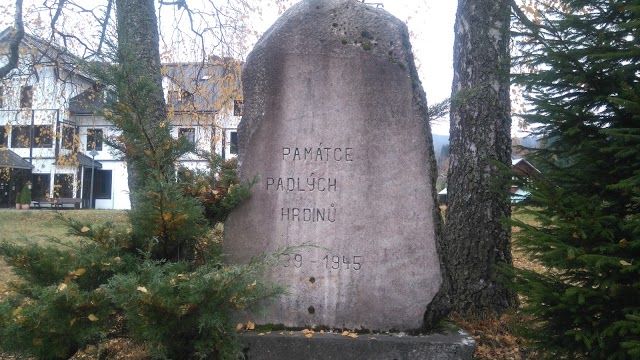 PAMÁTCE
PADLÝCH
HRDINŮ
39 - 1945